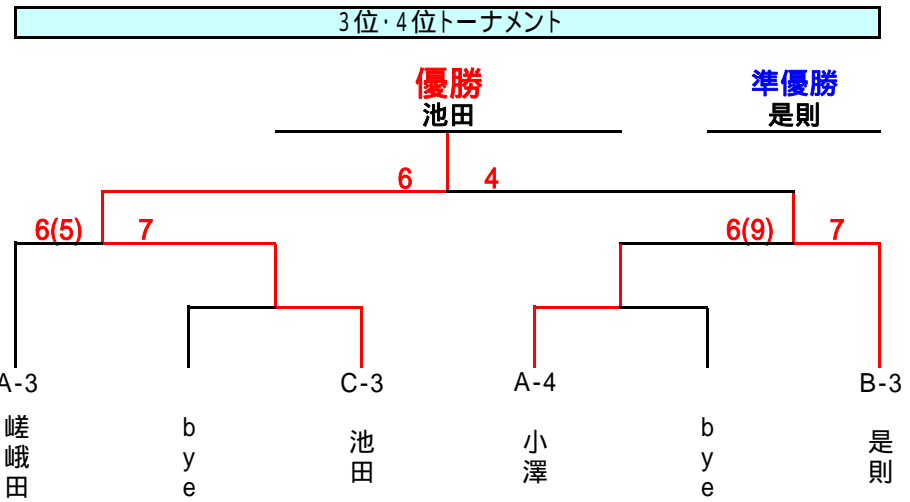 3位・4位トーナメント
優勝
準優勝
池田
是則
6 4
6(5) 7
6(9) 7
A-3
C-3
A-4
B-3
嵯峨田
bye
池田
小澤
bye
是則